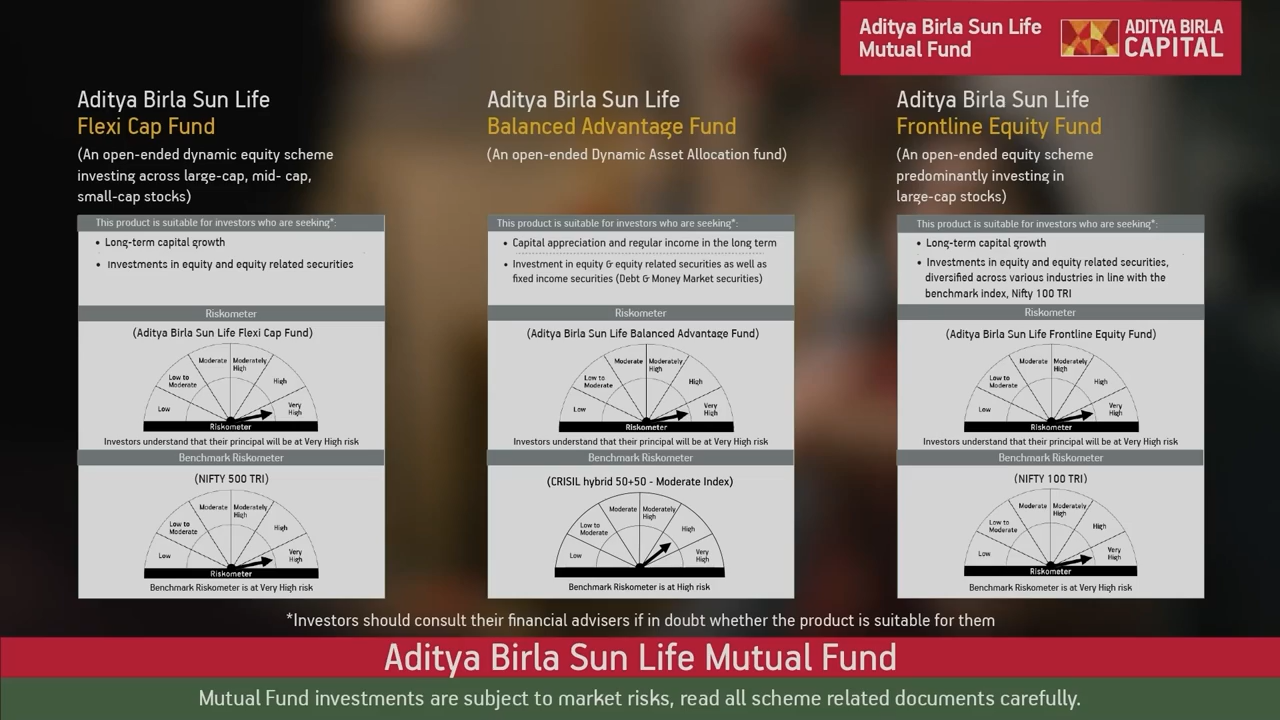 Aditya Birla Sun Life
Mutual Fund
ADITYA BIRLA
CAPITAL
Aditya Birla Sun Life
Flexi Cap Fund
(An open-ended dynamic equity scheme
investing across large-cap, mid- cap,
small-cap stocks)
This product is suitable for investors who are seeking*:
• Long-term capital growth
• Investments in equity and equity related securities
Riskometer
(Aditya Birla Sun Life Flexi Cap Fund)
Low
Low to
Moderate
Moderate
Moderately
High
High
Very
High
Riskometer
Investors understand that their principal will be at Very High risk
Benchmark Riskometer
(NIFTY 500 TRI)
Low
Low to
Moderate
Moderate
Moderately
High
High
Very
High
Riskometer
Benchmark Riskometer is at Very High risk
Aditya Birla Sun Life
Balanced Advantage Fund
(An open-ended Dynamic Asset Allocation fund)
This product is suitable for investors who are seeking*:
• Capital appreciation and regular income in the long term
• Investment in equity & equity related securities as well as
fixed income securities (Debt & Money Market securities)
Riskometer
(Aditya Birla Sun Life Balanced Advantage Fund)
Low
Low to
Moderate
Moderate
Moderately
High
High
Very
High
Riskometer
Investors understand that their principal will be at Very High risk
Benchmark Riskometer
(CRISIL hybrid 50+50 - Moderate Index)
Low
Low to
Moderate
Moderate
Moderately
High
High
Very
High
Benchmark Riskometer is at High risk
Aditya Birla Sun Life
Frontline Equity Fund
(An open-ended equity scheme
predominantly investing in
large-cap stocks)
This product is suitable for investors who are seeking*:
• Long-term capital growth
• Investments in equity and equity related securities,
diversified across various industries in line with the
benchmark index, Nifty 100 TRI
Riskometer
(Aditya Birla Sun Life Frontline Equity Fund)
Low
Low to
Moderate
Moderate
Moderately
High
High
Very
High
Riskometer
Investors understand that their principal will be at Very High risk
Benchmark Riskometer
(NIFTY 100 TRI)
Low
Low to
Moderate
Moderate
Moderately
High
High
Very
High
Riskometer
Benchmark Riskometer is at Very High risk
*Investors should consult their financial advisers if in doubt whether the product is suitable for them
Aditya Birla Sun Life Mutual Fund
Mutual Fund investments are subject to market risks, read all scheme related documents carefully.